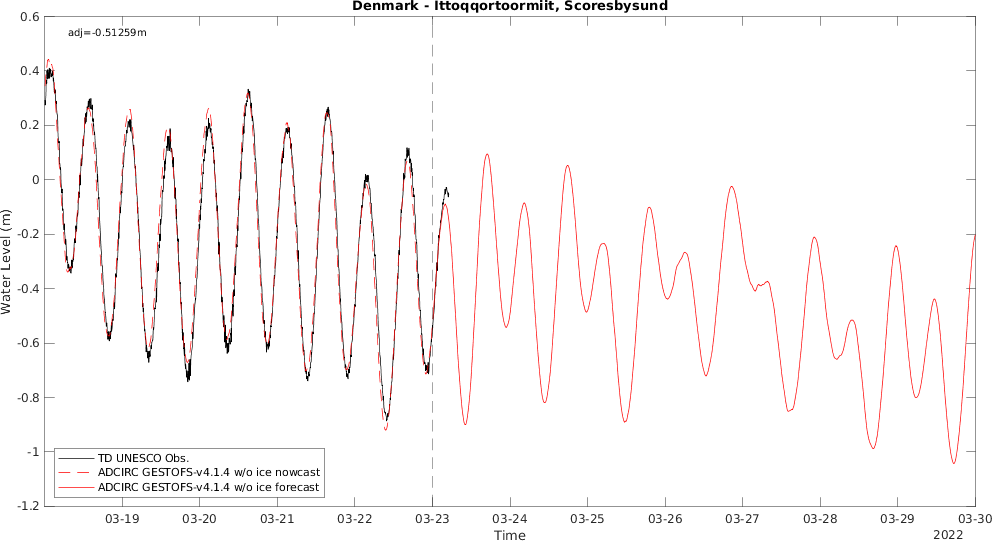 Denmark - Ittoqqortoormiit, Scoresbysund
adj=-0.51259m
0.6
0.4
0.2
0
-0.2
-0.4
-0.6
-0.8
-1
-1.2
Water Level (m)
TD UNESCO Obs.
ADCIRC GESTOFS-v4.1.4 w/o ice nowcast
ADCIRC GESTOFS-v4.1.4 w/o ice forecast
03-19 03-20 03-21 03-22 03-23 03-24 03-25 03-26 03-27 03-28 03-29 03-30
Time
2022